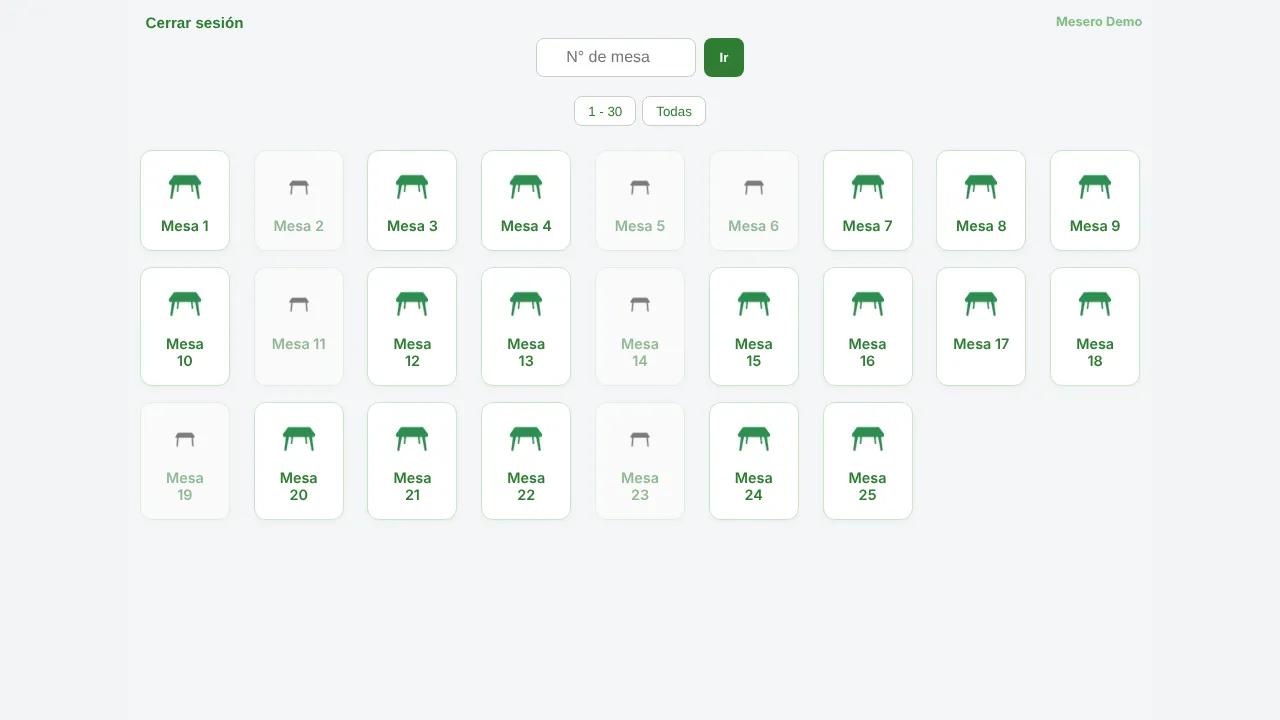 Cerrar sesión
Mesero Demo
N° de mesa
Ir
1 - 30
Todas
Mesa 1
Mesa 2
Mesa 3
Mesa 4
Mesa 5
Mesa 6
Mesa 7
Mesa 8
Mesa 9
Mesa
10
Mesa 11
Mesa
12
Mesa
13
Mesa
14
Mesa
15
Mesa
16
Mesa 17
Mesa
18
Mesa
19
Mesa
20
Mesa
21
Mesa
22
Mesa
23
Mesa
24
Mesa
25